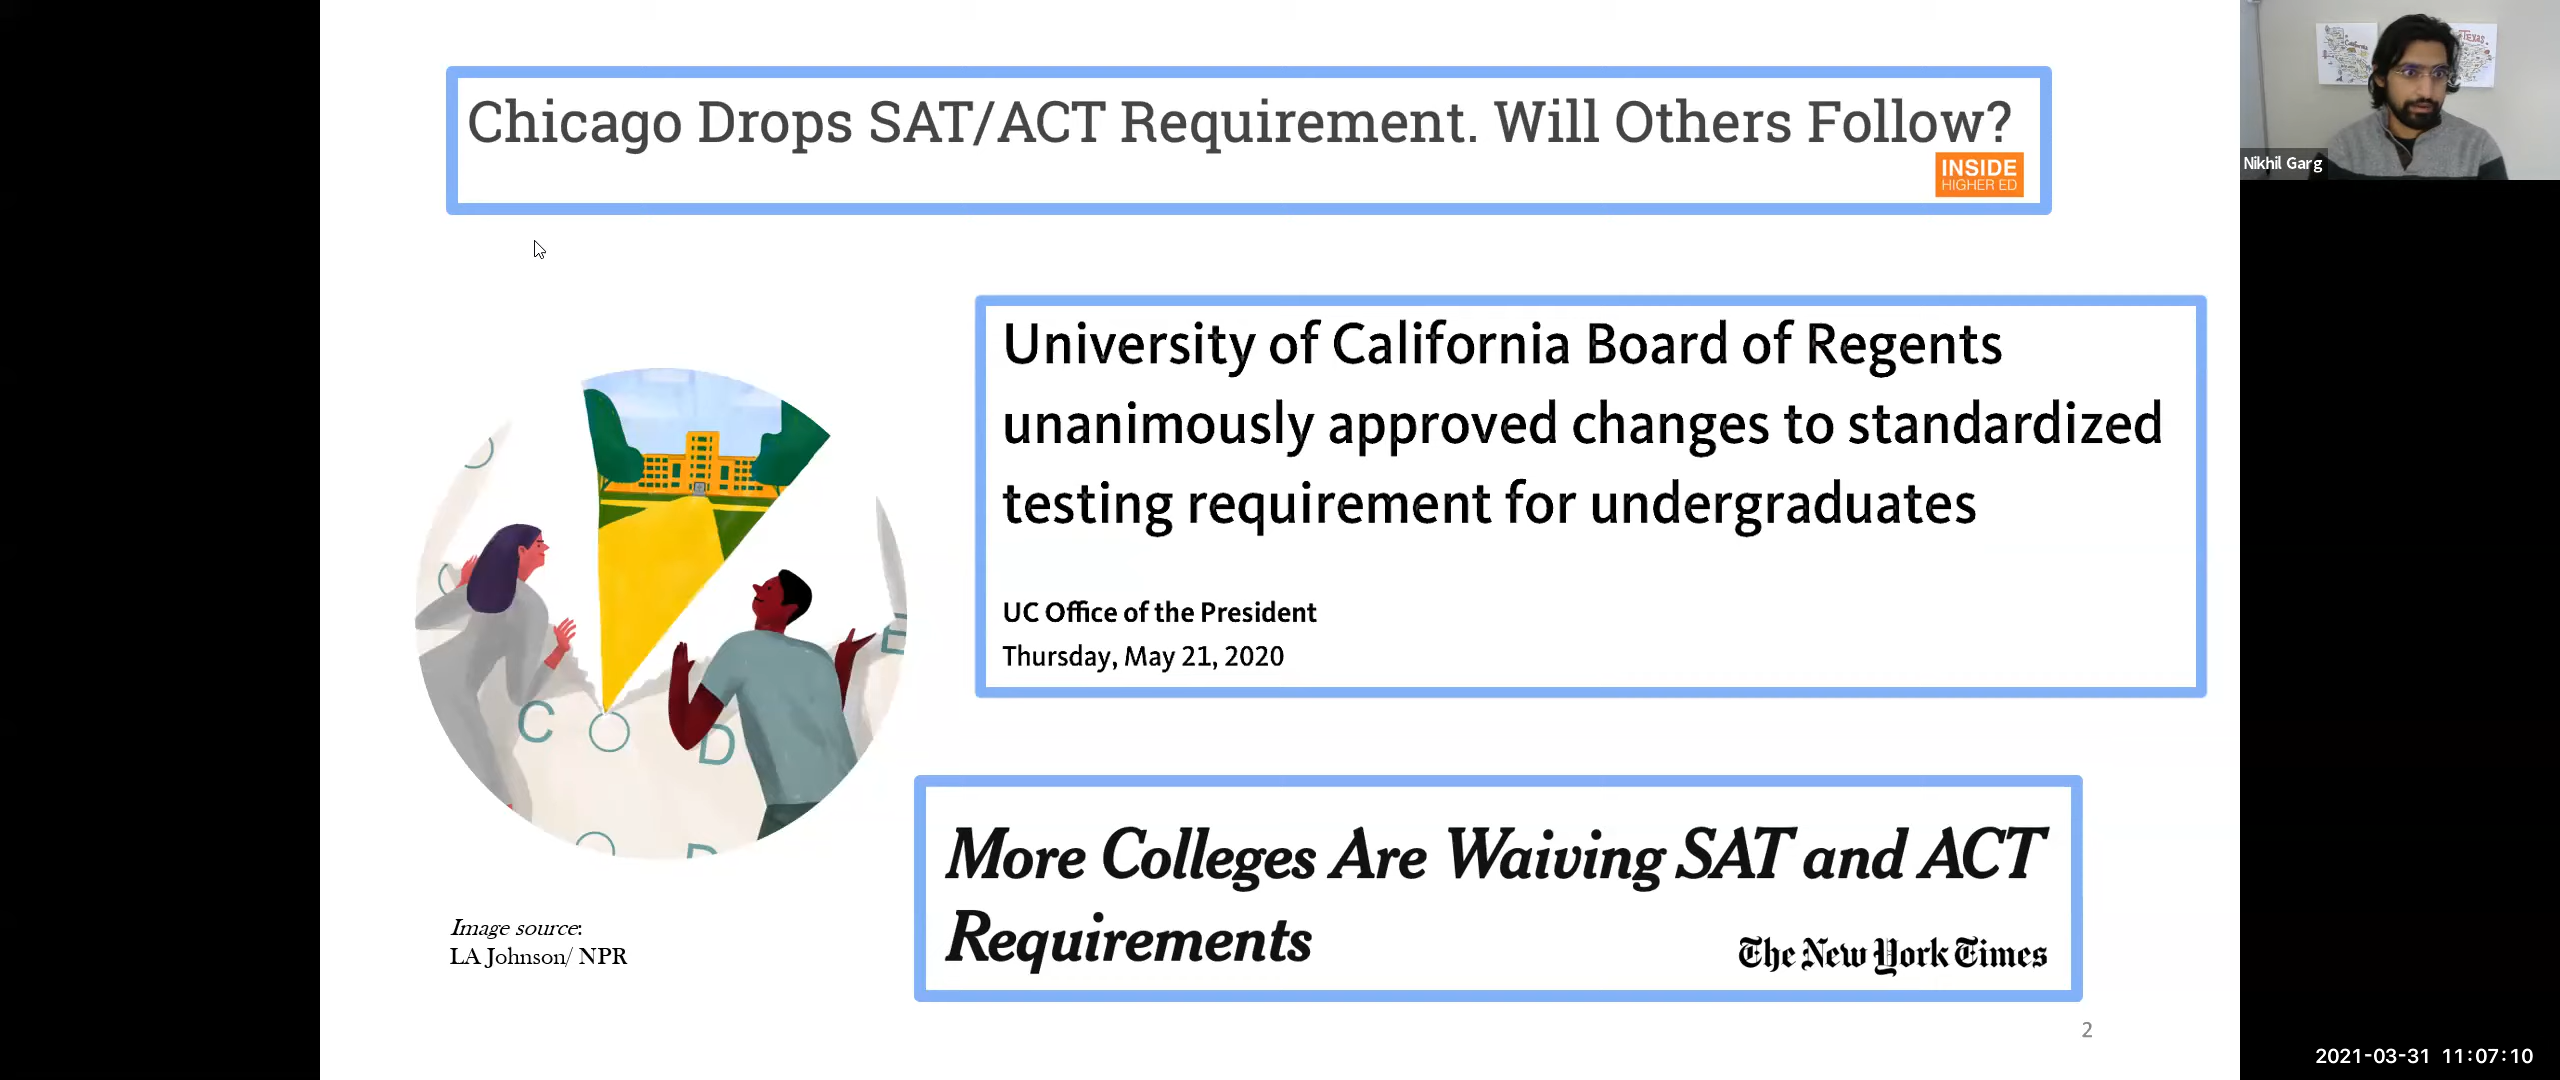 Chicago Drops SAT/ACT Requirement. Will Others Follow?
INSIDE
HIGHER ED
Nikhil Garg
University of California Board of Regents
unanimously approved changes to standardized
testing requirement for undergraduates
UC Office of the President
Thursday, May 21, 2020
E
C
D
D
More Colleges Are Waiving SAT and ACT
Requirements
The New York Times
Image source:
LA Johnson/ NPR
2
2021-03-31 11:07:10